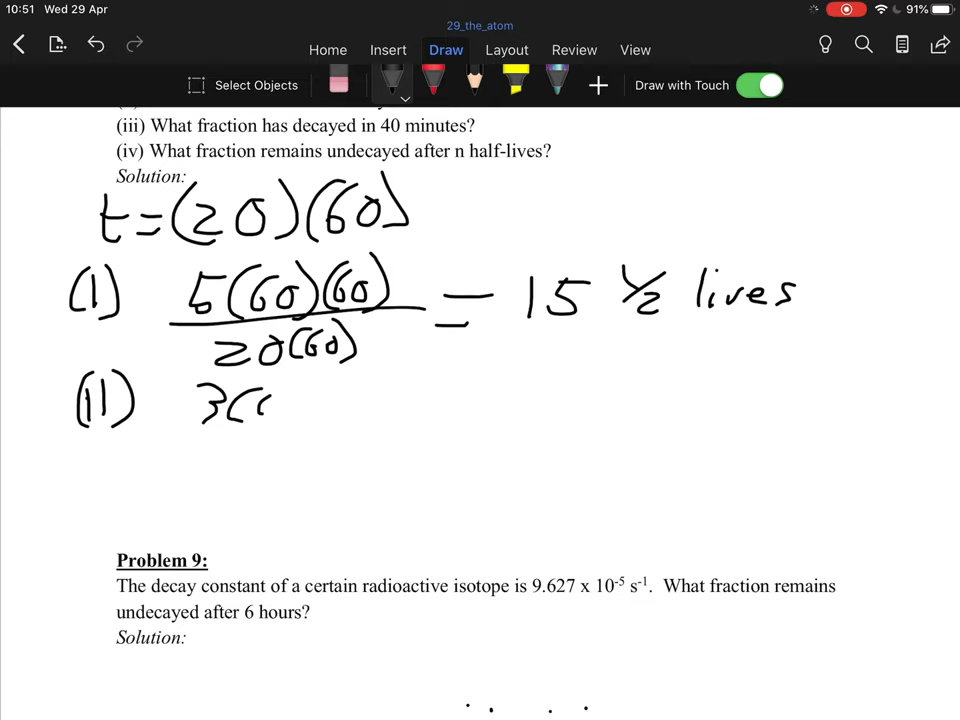 10:51 Wed 29 Apr 91%
29_the_atom
Home Insert Draw Layout Review View
Select Objects Draw with Touch
(iii) What fraction has decayed in 40 minutes?
(iv) What fraction remains undecayed after n half-lives?
Solution:
t=(20)(60)
(I) 5(60)(60) / 20(60) = 15 ½ lives
(II) 3(
Problem 9:
The decay constant of a certain radioactive isotope is 9.627 x 10⁻⁵ s⁻¹. What fraction remains
undecayed after 6 hours?
Solution: